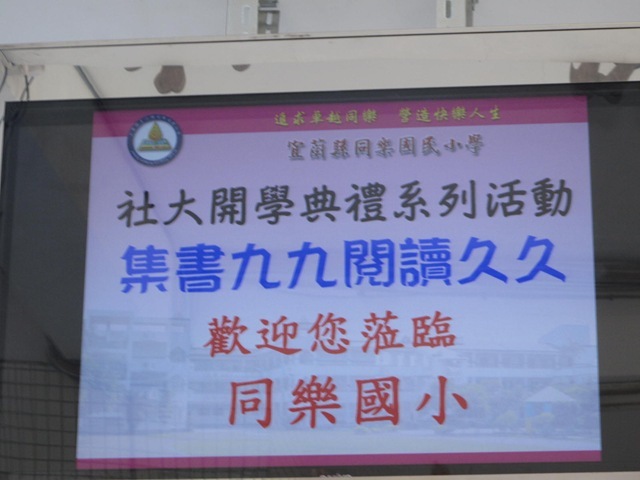 追求卓越同樂　營造快樂人生
宜蘭縣同樂國民小學
社大開學典禮系列活動
集書九九閱讀久久
歡迎您蒞臨
同樂國小